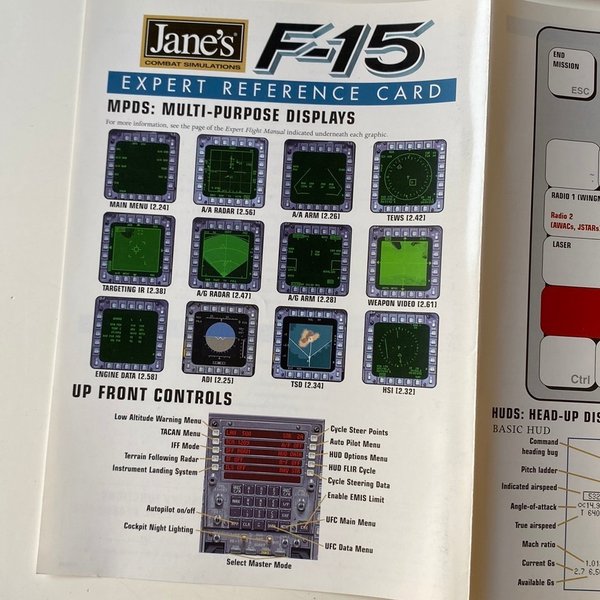 Jane's
COMBAT SIMULATIONS
F-15
EXPERT REFERENCE CARD
MPDS: MULTI-PURPOSE DISPLAYS
For more information, see the page of the Expert Flight Manual indicated underneath each graphic.
MAIN MENU [2.24]
A/A RADAR [2.56]
A/A ARM [2.26]
TEWS [2.42]
TARGETING IR [2.38]
A/G RADAR [2.47]
A/G ARM [2.28]
WEAPON VIDEO [2.61]
ENGINE DATA [2.58]
ADI [2.25]
TSD [2.34]
HSI [2.32]
UP FRONT CONTROLS
Low Altitude Warning Menu
TACAN Menu
IFF Mode
Terrain Following Radar
Instrument Landing System
Autopilot on/off
Cockpit Night Lighting
Cycle Steer Points
Auto Pilot Menu
HUD Options Menu
HUD FLIR Cycle
Cycle Steering Data
Enable EMIS Limit
UFC Main Menu
UFC Data Menu
Select Master Mode
END
MISSION
ESC
RADIO 1 (WINGM
Radio 2
(AWACs, JSTARs)
LASER
Ctrl
HUDS: HEAD-UP DIS
BASIC HUD
Command
heading bug
Pitch ladder
Indicated airspeed
Angle-of-attack
True airspeed
Mach ratio
Current Gs
Available Gs